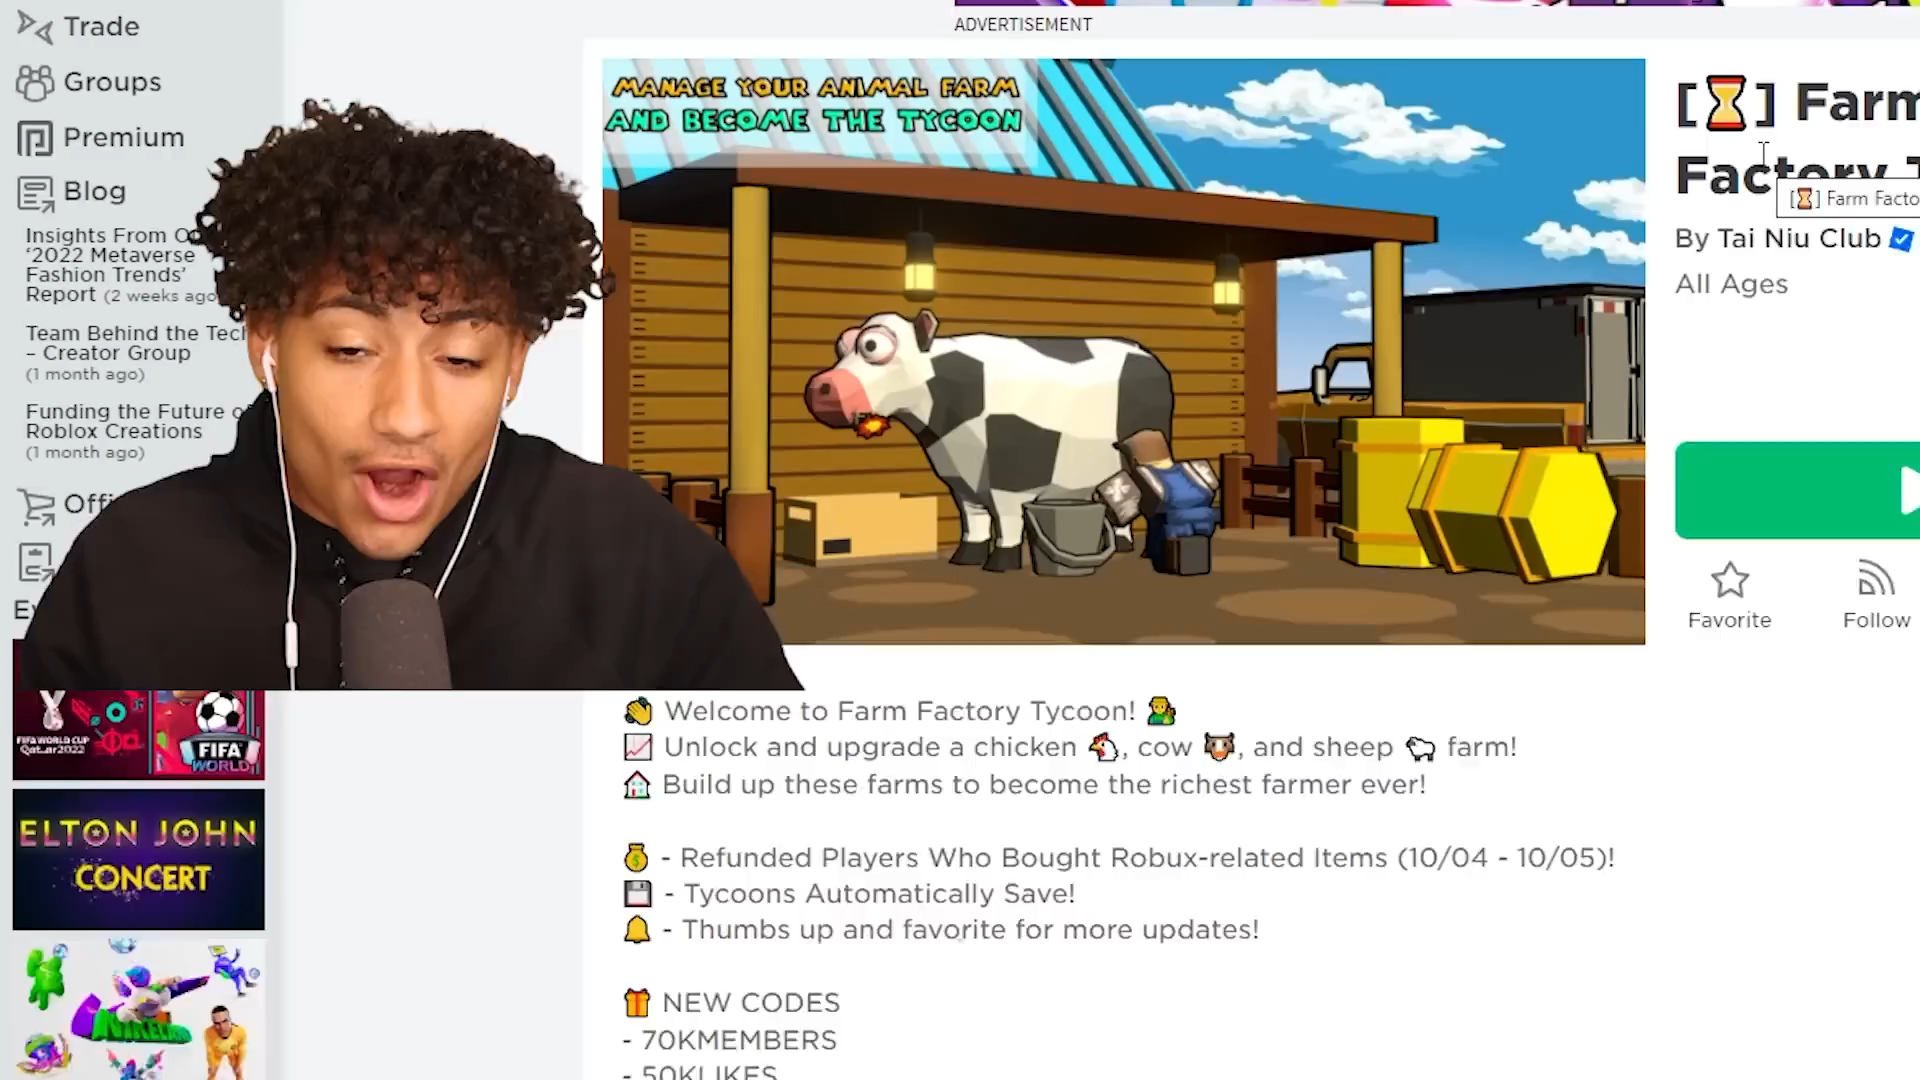 Trade
Groups
Premium
Blog
Insights From O
'2022 Metaverse
Fashion Trends'
Report (2 weeks ago
Team Behind the Tech
– Creator Group
(1 month ago)
Funding the Future o
Roblox Creations
(1 month ago)
Offi
Ev
FIFA WORLD CUP
Qatar2022
FIFA
WORLD
ELTON JOHN
CONCERT
NIKELAND
ADVERTISEMENT
MANAGE YOUR ANIMAL FARM
AND BECOME THE TYCOON
[⏳] Farm
Factory T
[⏳] Farm Facto
By Tai Niu Club
All Ages
Favorite
Follow
👋 Welcome to Farm Factory Tycoon! 🧑‍🌾
📈 Unlock and upgrade a chicken 🐔, cow 🐮, and sheep 🐑 farm!
🏠 Build up these farms to become the richest farmer ever!
💰 - Refunded Players Who Bought Robux-related Items (10/04 - 10/05)!
💾 - Tycoons Automatically Save!
🔔 - Thumbs up and favorite for more updates!
🎁 NEW CODES
- 70KMEMBERS
- 50KLIKES